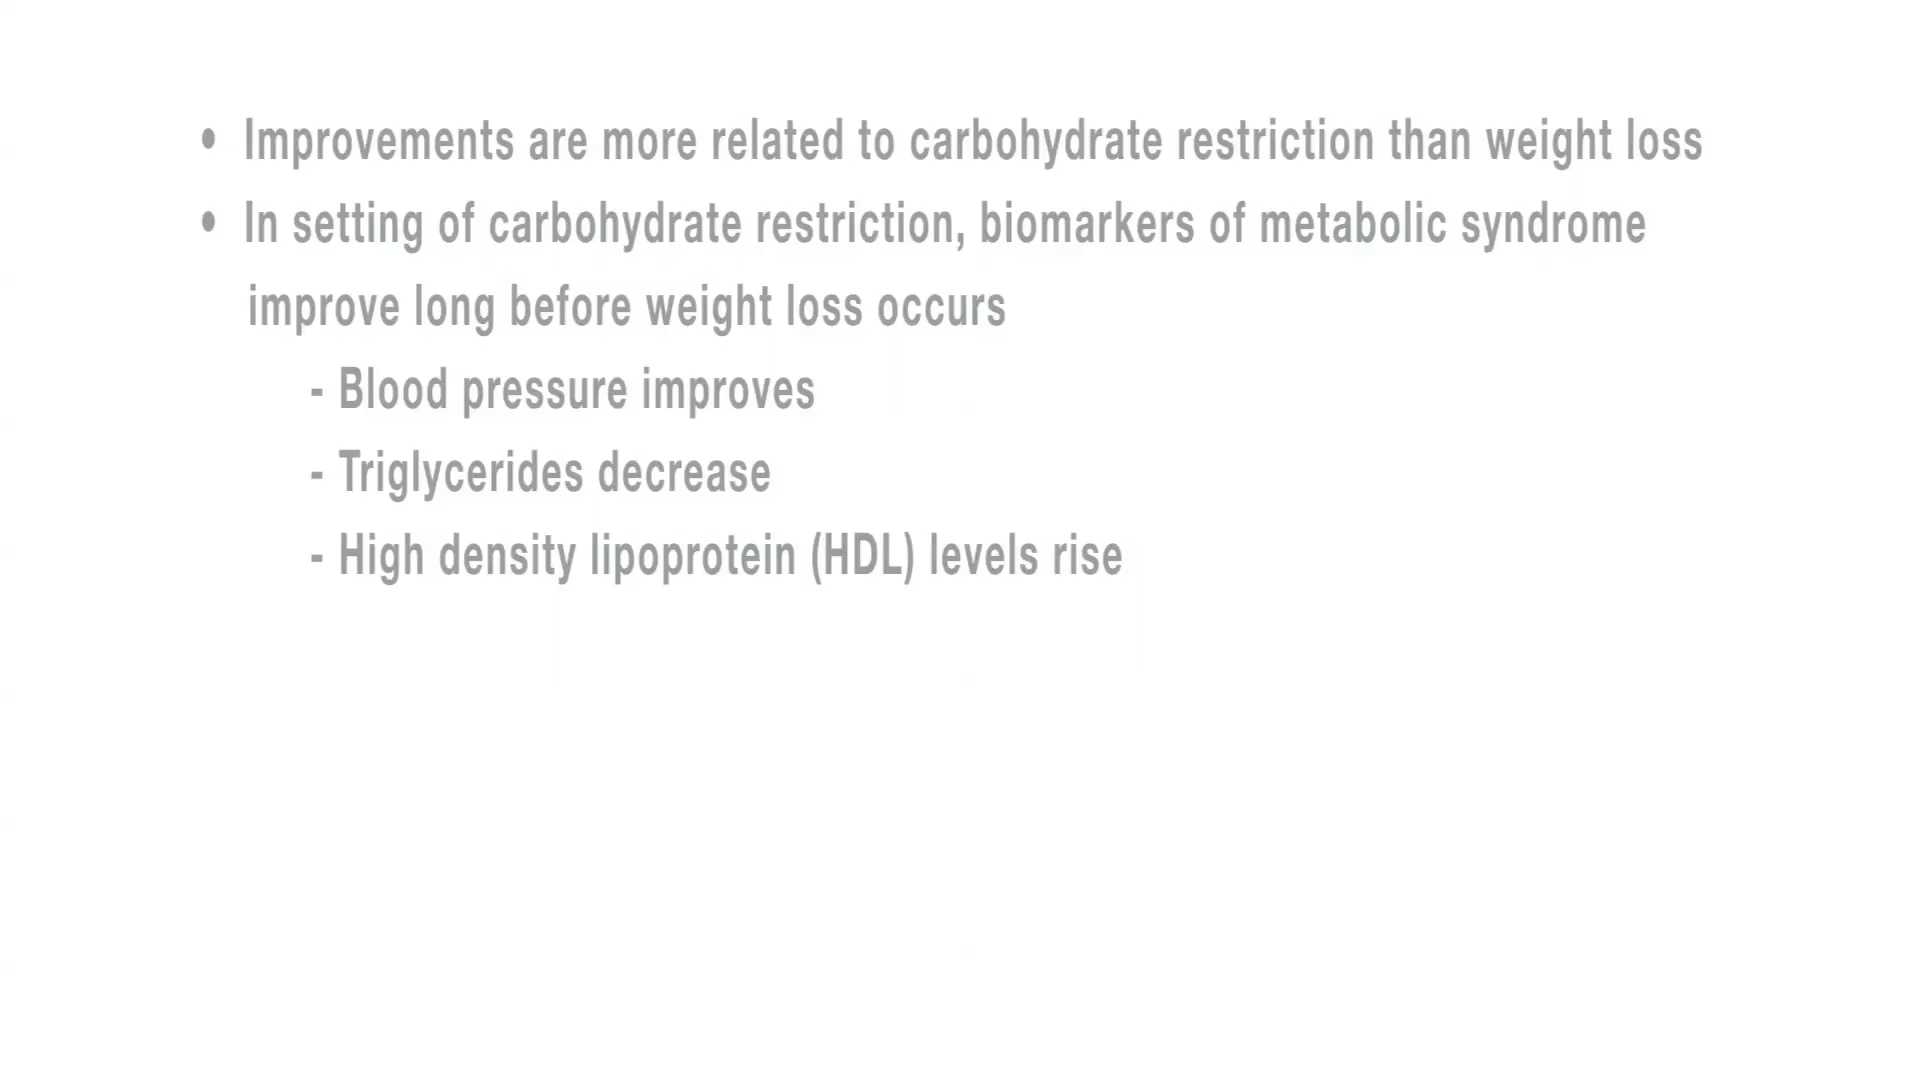 • Improvements are more related to carbohydrate restriction than weight loss
• In setting of carbohydrate restriction, biomarkers of metabolic syndrome
improve long before weight loss occurs
- Blood pressure improves
- Triglycerides decrease
- High density lipoprotein (HDL) levels rise